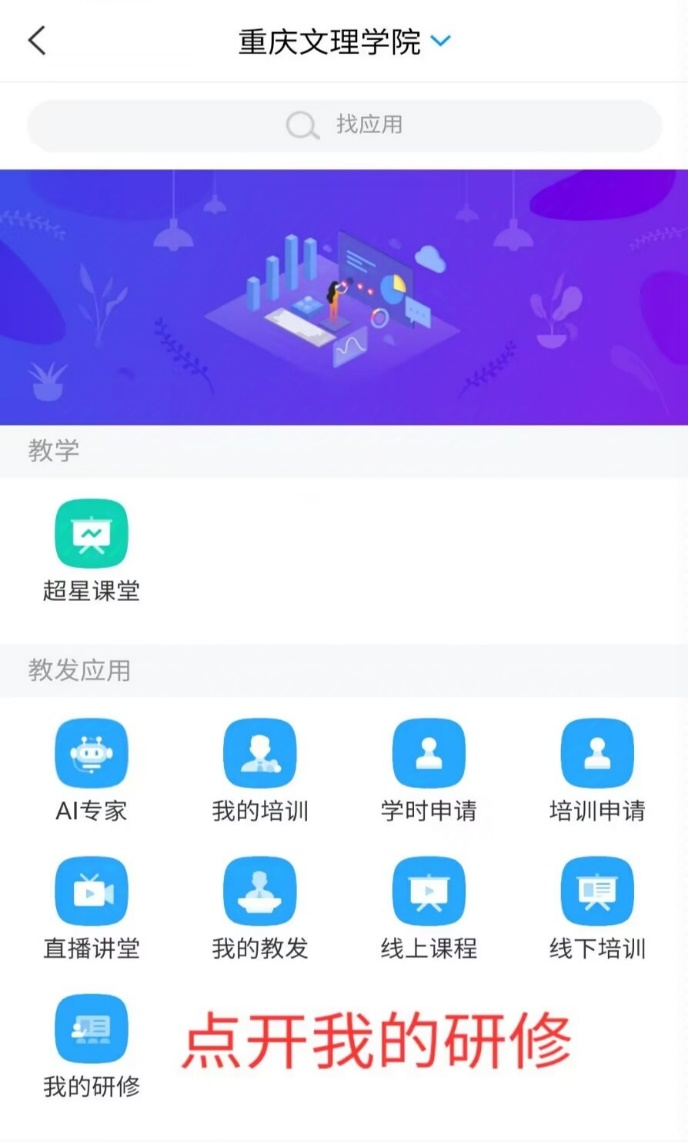 重庆文理学院
找应用
教学
超星课堂
教发应用
AI专家 我的培训 学时申请 培训申请
直播讲堂 我的教发 线上课程 线下培训
我的研修
点开我的研修